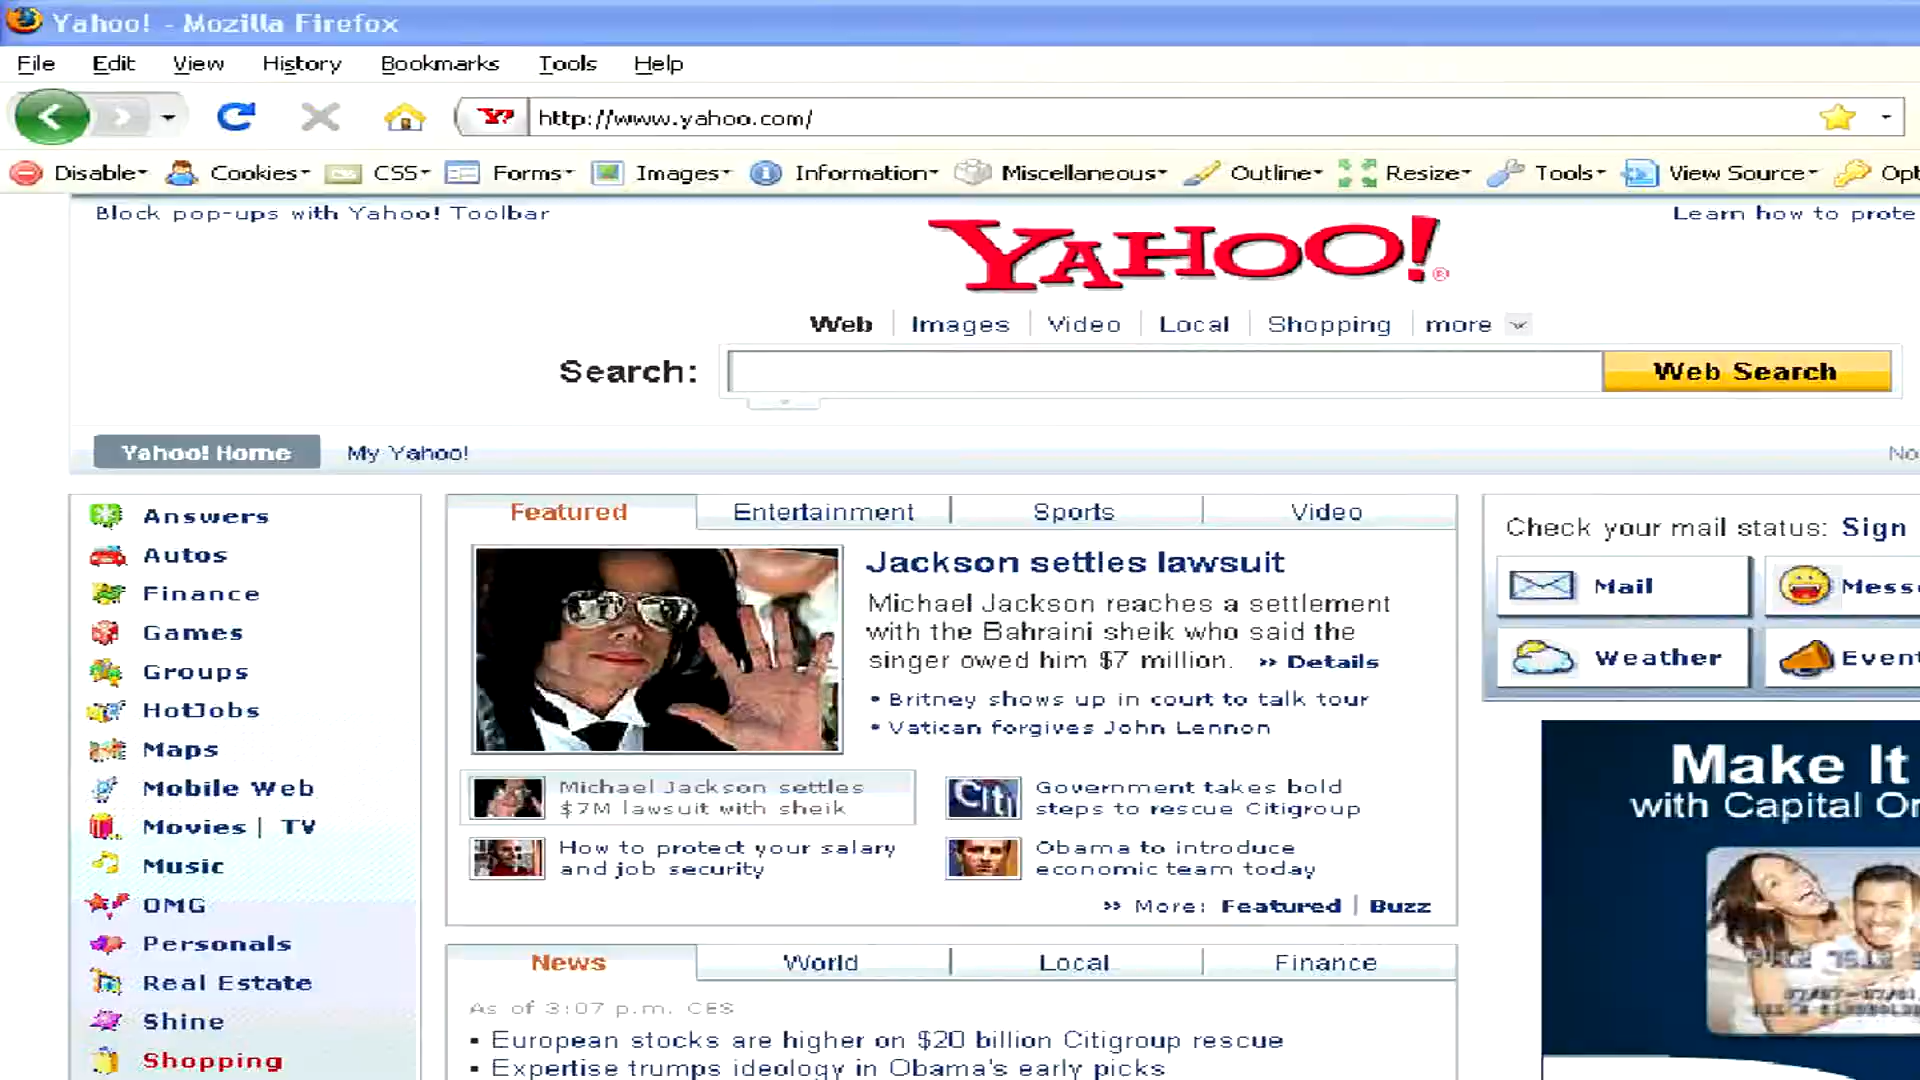 Yahoo! - Mozilla Firefox
File Edit View History Bookmarks Tools Help
Y? http://www.yahoo.com/
Disable Cookies CSS Forms Images Information Miscellaneous Outline Resize Tools View Source
Block pop-ups with Yahoo! Toolbar
Learn how to
YAHOO!®
Web Images Video Local Shopping more
Search: Web Search
Yahoo! Home My Yahoo!
Answers
Autos
Finance
Games
Groups
HotJobs
Maps
Mobile Web
Movies | TV
Music
OMG
Personals
Real Estate
Shine
Shopping
Featured Entertainment Sports Video
Jackson settles lawsuit
Michael Jackson reaches a settlement
with the Bahraini sheik who said the
singer owed him $7 million. » Details
• Britney shows up in court to talk tour
• Vatican forgives John Lennon
Michael Jackson settles
$7M lawsuit with sheik
Citi
Government takes bold
steps to rescue Citigroup
How to protect your salary
and job security
Obama to introduce
economic team today
» More: Featured | Buzz
News World Local Finance
As of 3:07 p.m. CES
▪ European stocks are higher on $20 billion Citigroup rescue
▪ Expertise trumps ideology in Obama's early picks
Check your mail status: Sign
Mail
Weather
Make It
with Capital